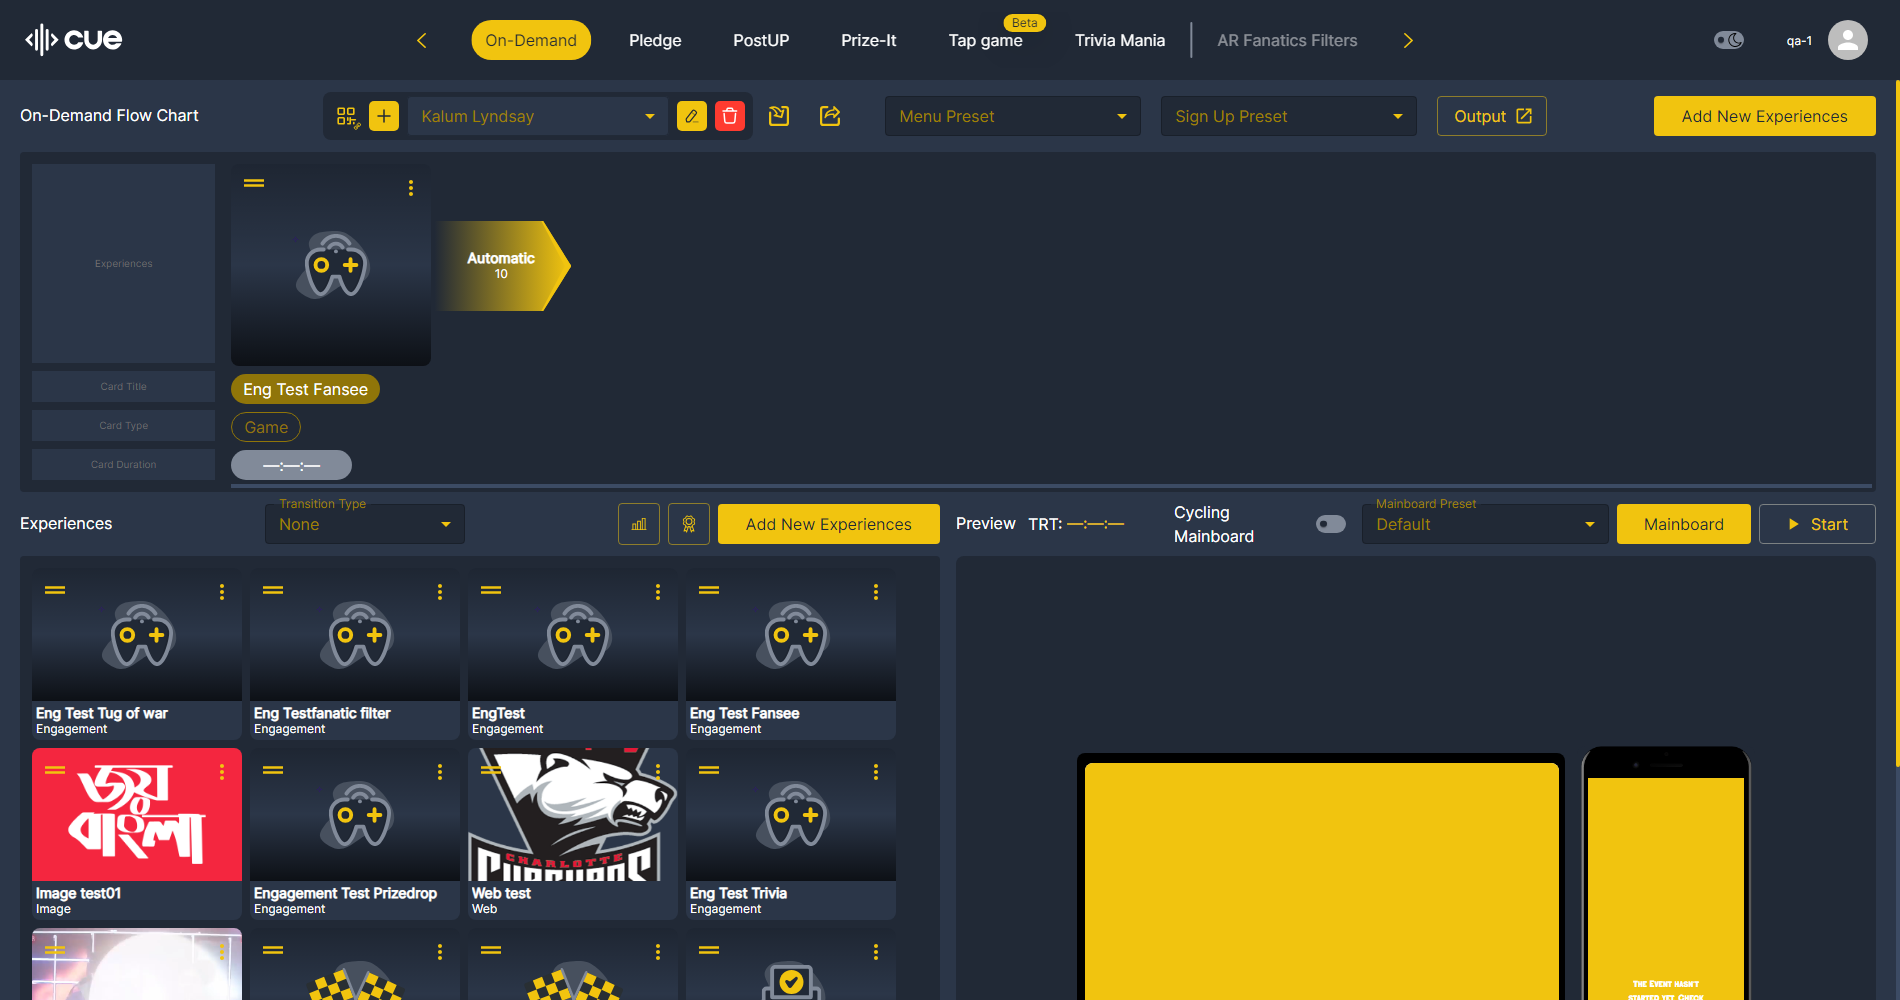 cue
On-Demand
Pledge
PostUP
Prize-It
Tap game
Beta
Trivia Mania
AR Fanatics Filters
qa-1
On-Demand Flow Chart
Kalum Lyndsay
Menu Preset
Sign Up Preset
Output
Add New Experiences
Experiences
Automatic
10
Card Title
Eng Test Fansee
Card Type
Game
Card Duration
—:—:—
Experiences
Transition Type
None
Add New Experiences
Preview
TRT: —:—:—
Cycling
Mainboard
Mainboard Preset
Default
Mainboard
Start
Eng Test Tug of war
Engagement
Eng Testfanatic filter
Engagement
EngTest
Engagement
Eng Test Fansee
Engagement
জয়
বাংলা
Image test01
Image
Engagement Test Prizedrop
Engagement
CHARLOTTE
Web test
Web
Eng Test Trivia
Engagement
The Event hasn't
started yet. Check